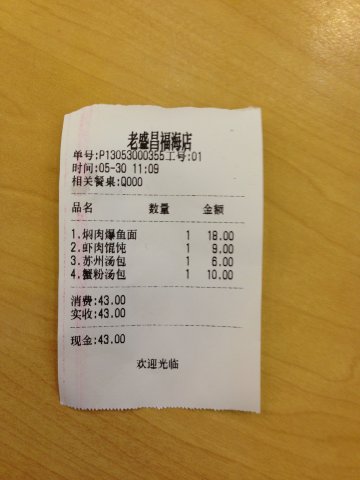 老盛昌福海店
单号:P13053000355工号:01
时间:05-30 11:09
相关餐桌:Q000
品名 数量 金额
1.焖肉爆鱼面 1 18.00
2.虾肉馄饨 1 9.00
3.苏州汤包 1 6.00
4.蟹粉汤包 1 10.00
消费:43.00
实收:43.00
现金:43.00
欢迎光临